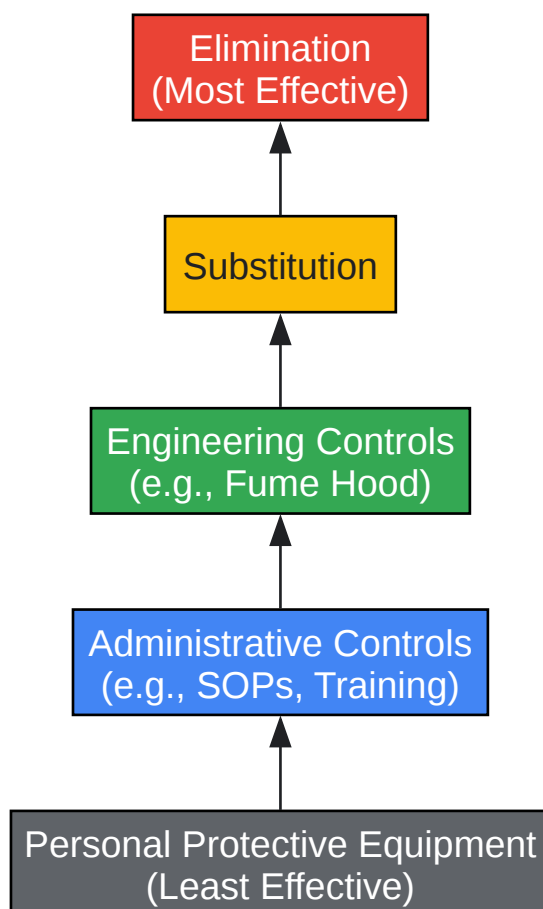 Elimination
(Most Effective)
Substitution
Engineering Controls
(e.g., Fume Hood)
Administrative Controls
(e.g., SOPs, Training)
Personal Protective Equipment
(Least Effective)